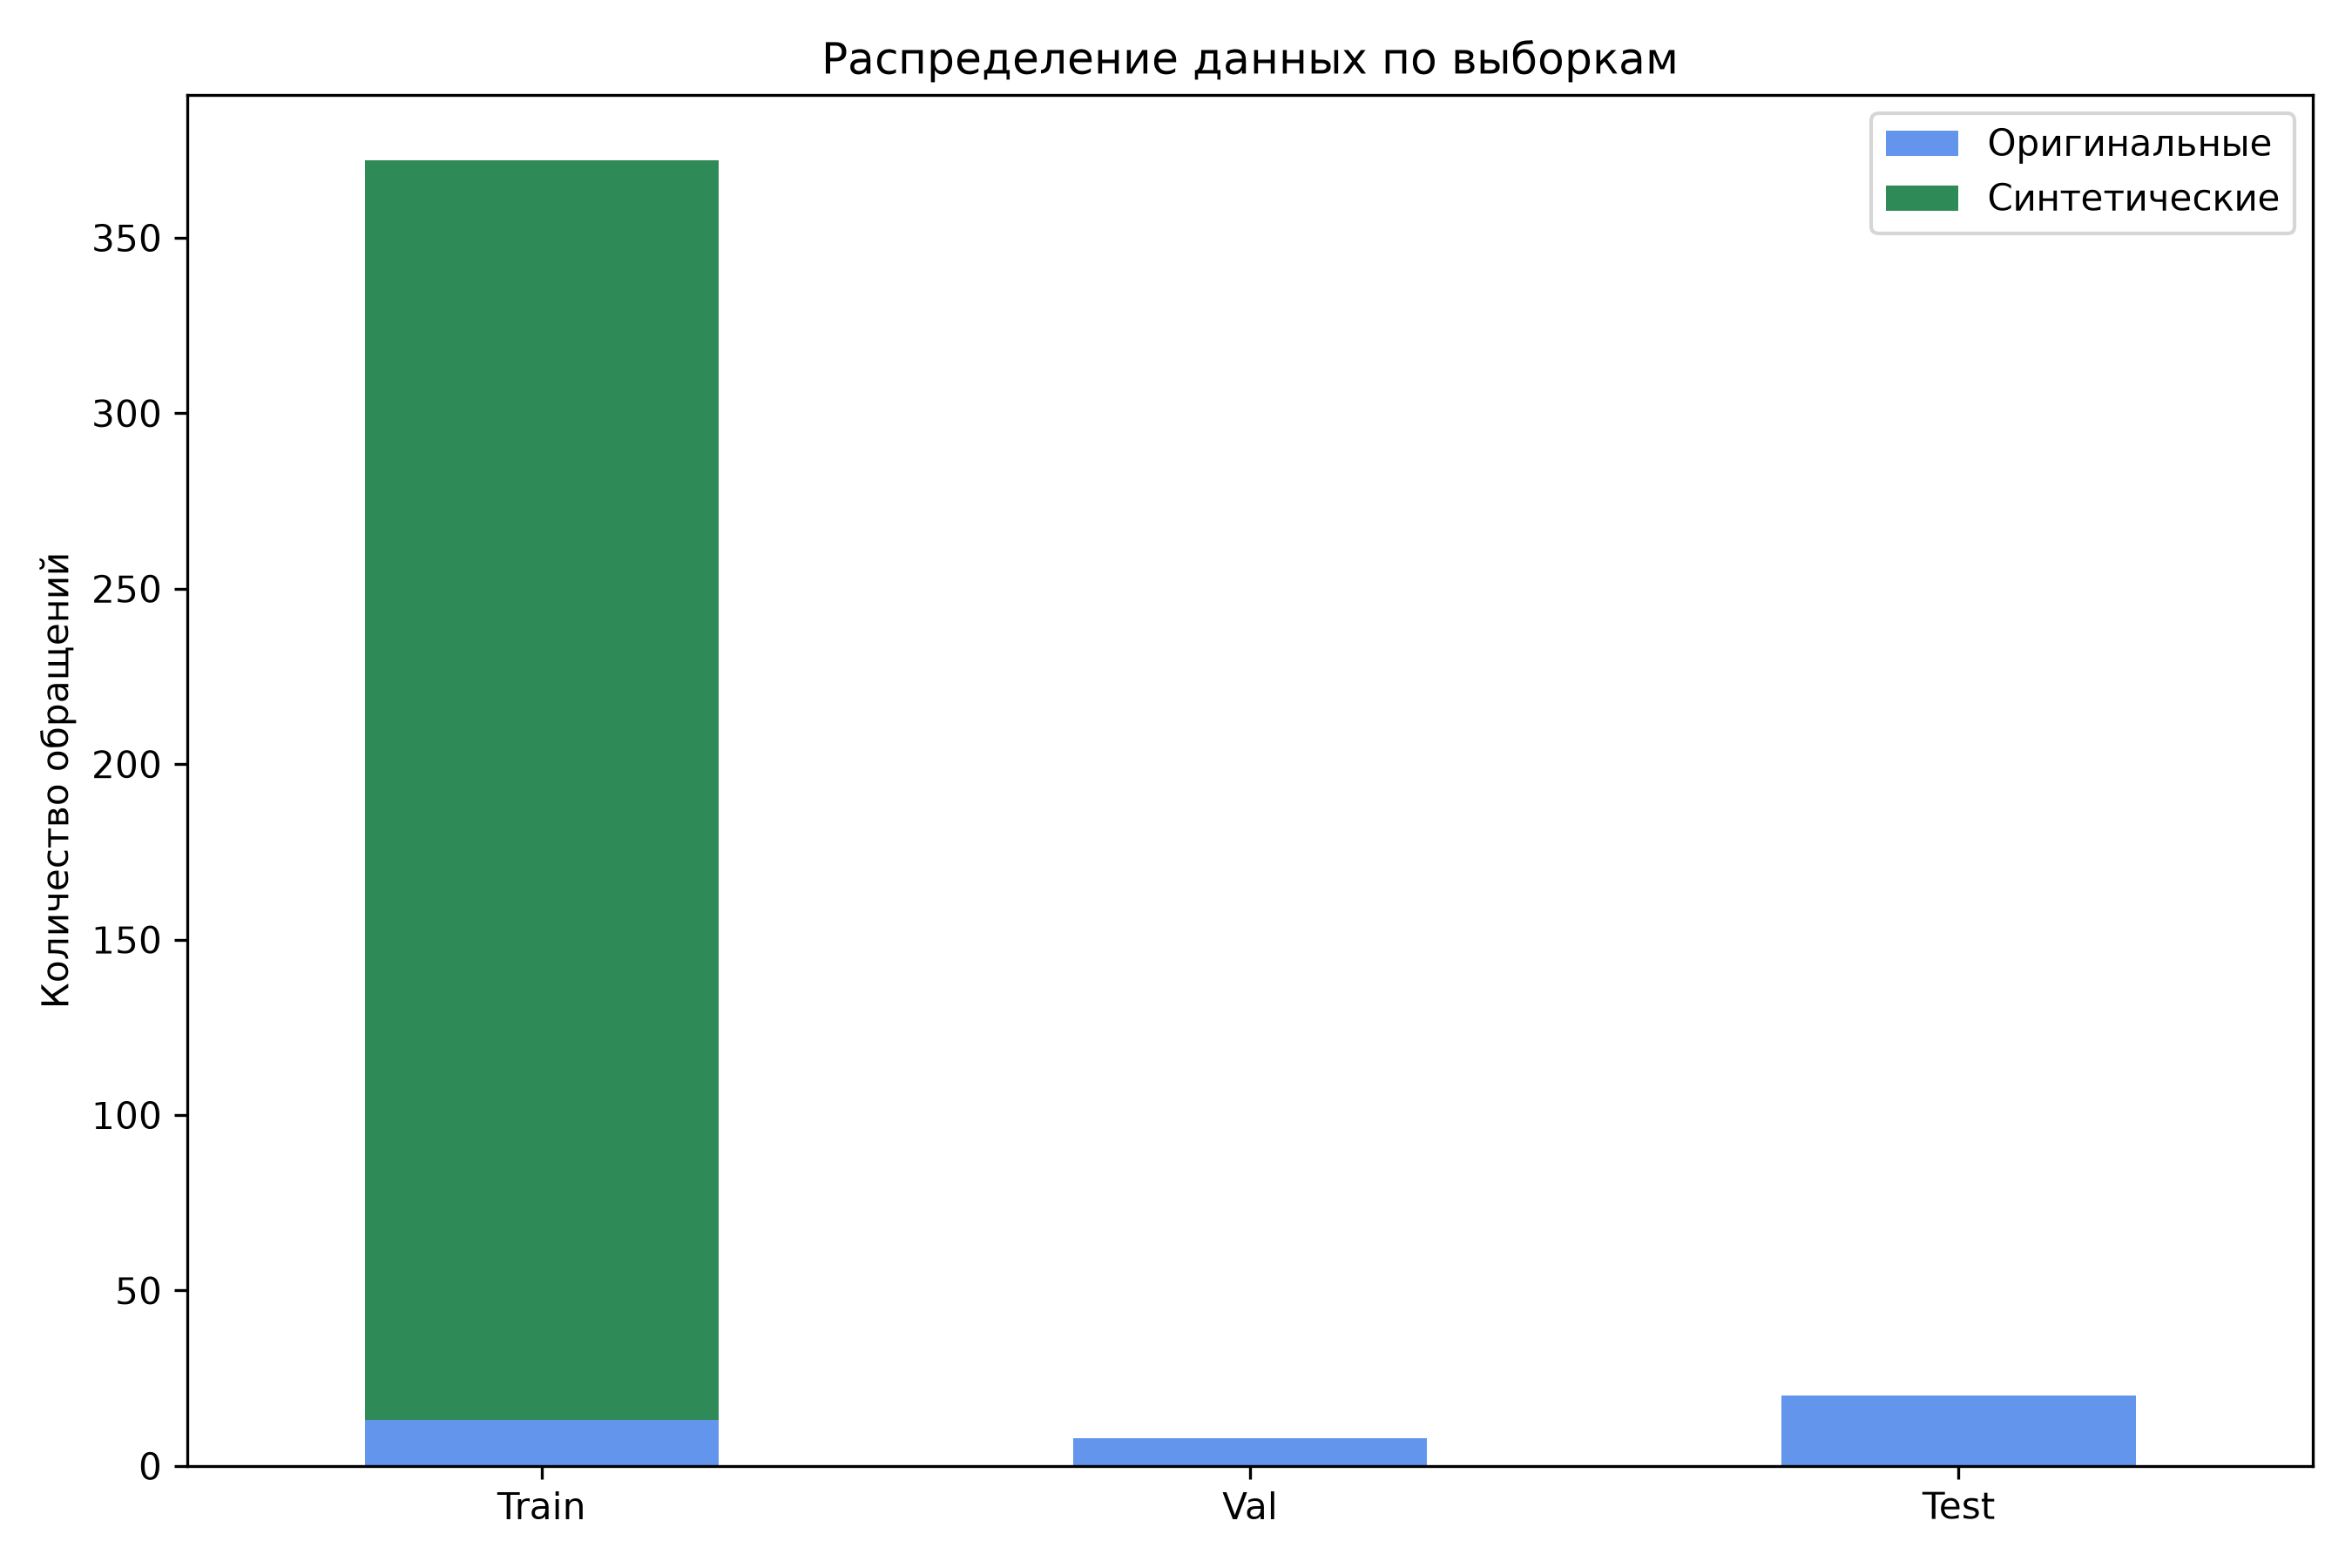 Распределение данных по выборкам
Оригинальные
Синтетические
Количество обращений
350
300
250
200
150
100
50
0
Train
Val
Test